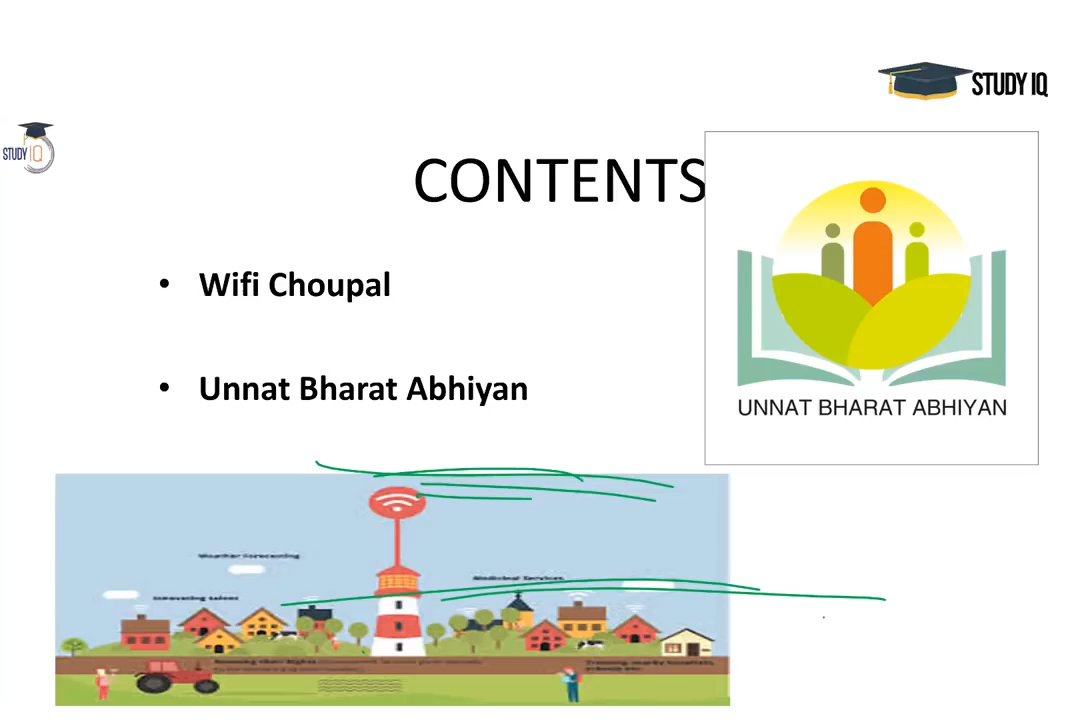 STUDY IQ
STUDY IQ
CONTENTS
• Wifi Choupal
• Unnat Bharat Abhiyan
UNNAT BHARAT ABHIYAN
Weather Forecasting
Medicinal Services